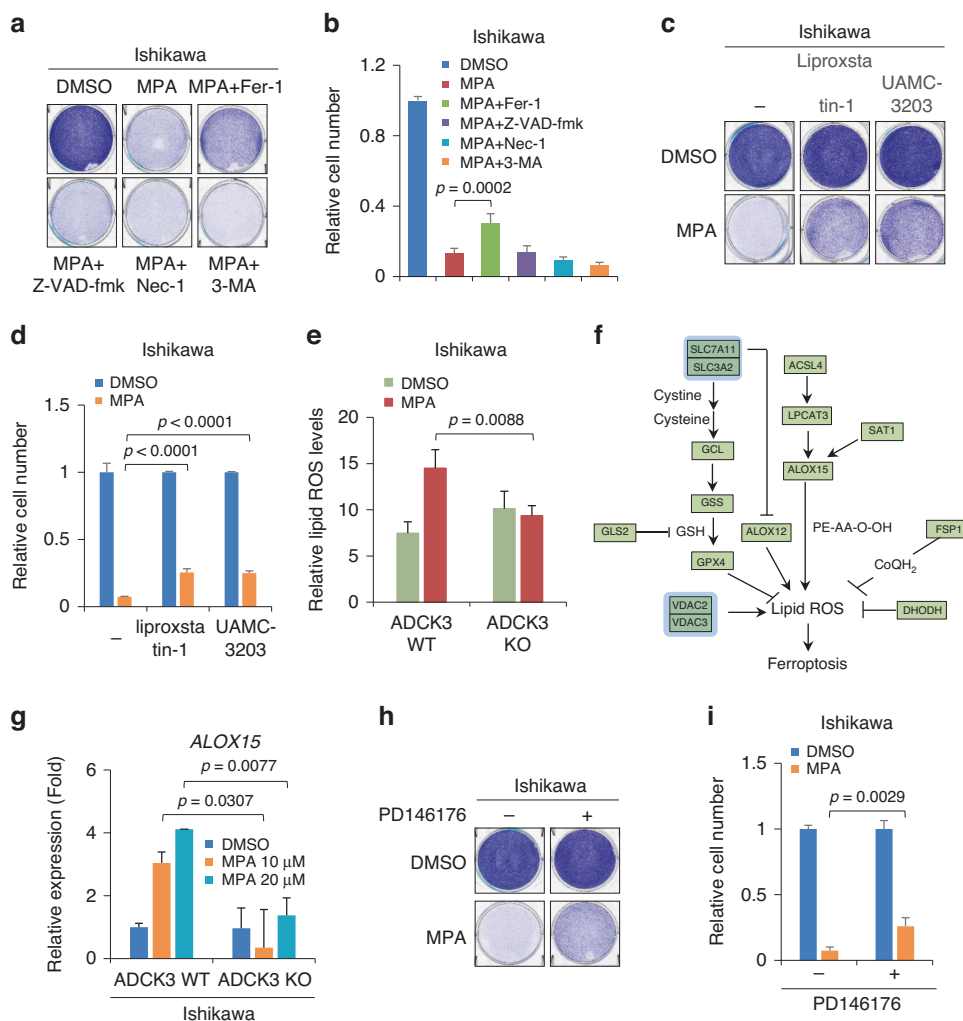 a
Ishikawa
DMSO MPA MPA+Fer-1
MPA+ MPA+ MPA+
Z-VAD-fmk Nec-1 3-MA
b
Ishikawa
Relative cell number
1.2
0.8
0.4
0
DMSO
MPA
MPA+Fer-1
MPA+Z-VAD-fmk
MPA+Nec-1
MPA+3-MA
p = 0.0002
c
Ishikawa
Liproxsta
tin-1
UAMC-
3203
–
DMSO
MPA
d
Ishikawa
DMSO
MPA
Relative cell number
1.5
1
0.5
0
p < 0.0001
p < 0.0001
–
liproxsta
tin-1
UAMC-
3203
e
Ishikawa
DMSO
MPA
Relative lipid ROS levels
20
15
10
5
0
p = 0.0088
ADCK3
WT
ADCK3
KO
f
SLC7A11
SLC3A2
Cystine
Cysteine
GCL
GSS
GLS2
GSH
GPX4
ALOX12
ACSL4
LPCAT3
SAT1
ALOX15
PE-AA-O-OH
FSP1
CoQH2
DHODH
VDAC2
VDAC3
Lipid ROS
Ferroptosis
g
ALOX15
Relative expression (Fold)
6
4
2
0
p = 0.0077
p = 0.0307
DMSO
MPA 10 μM
MPA 20 μM
ADCK3 WT ADCK3 KO
Ishikawa
h
Ishikawa
PD146176 – +
DMSO
MPA
i
Ishikawa
DMSO
MPA
Relative cell number
1.5
1
0.5
0
p = 0.0029
– +
PD146176